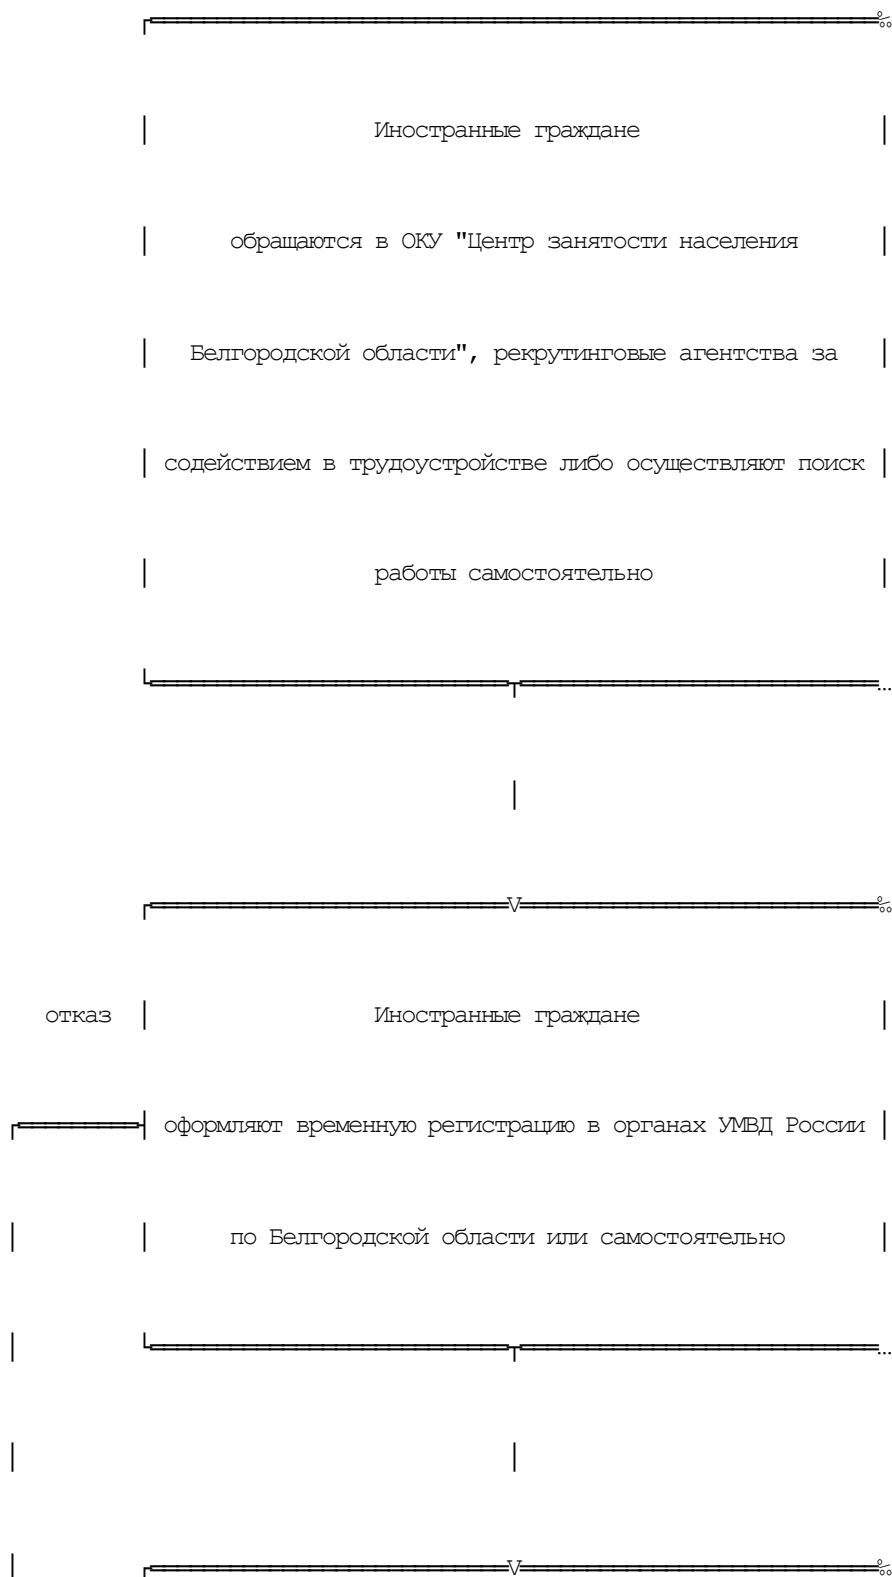 Иностранные граждане
обращаются в ОКУ "Центр занятости населения
Белгородской области", рекрутинговые агентства за
содействием в трудоустройстве либо осуществляют поиск
работы самостоятельно
отказ Иностранные граждане
оформляют временную регистрацию в органах УМВД России
по Белгородской области или самостоятельно